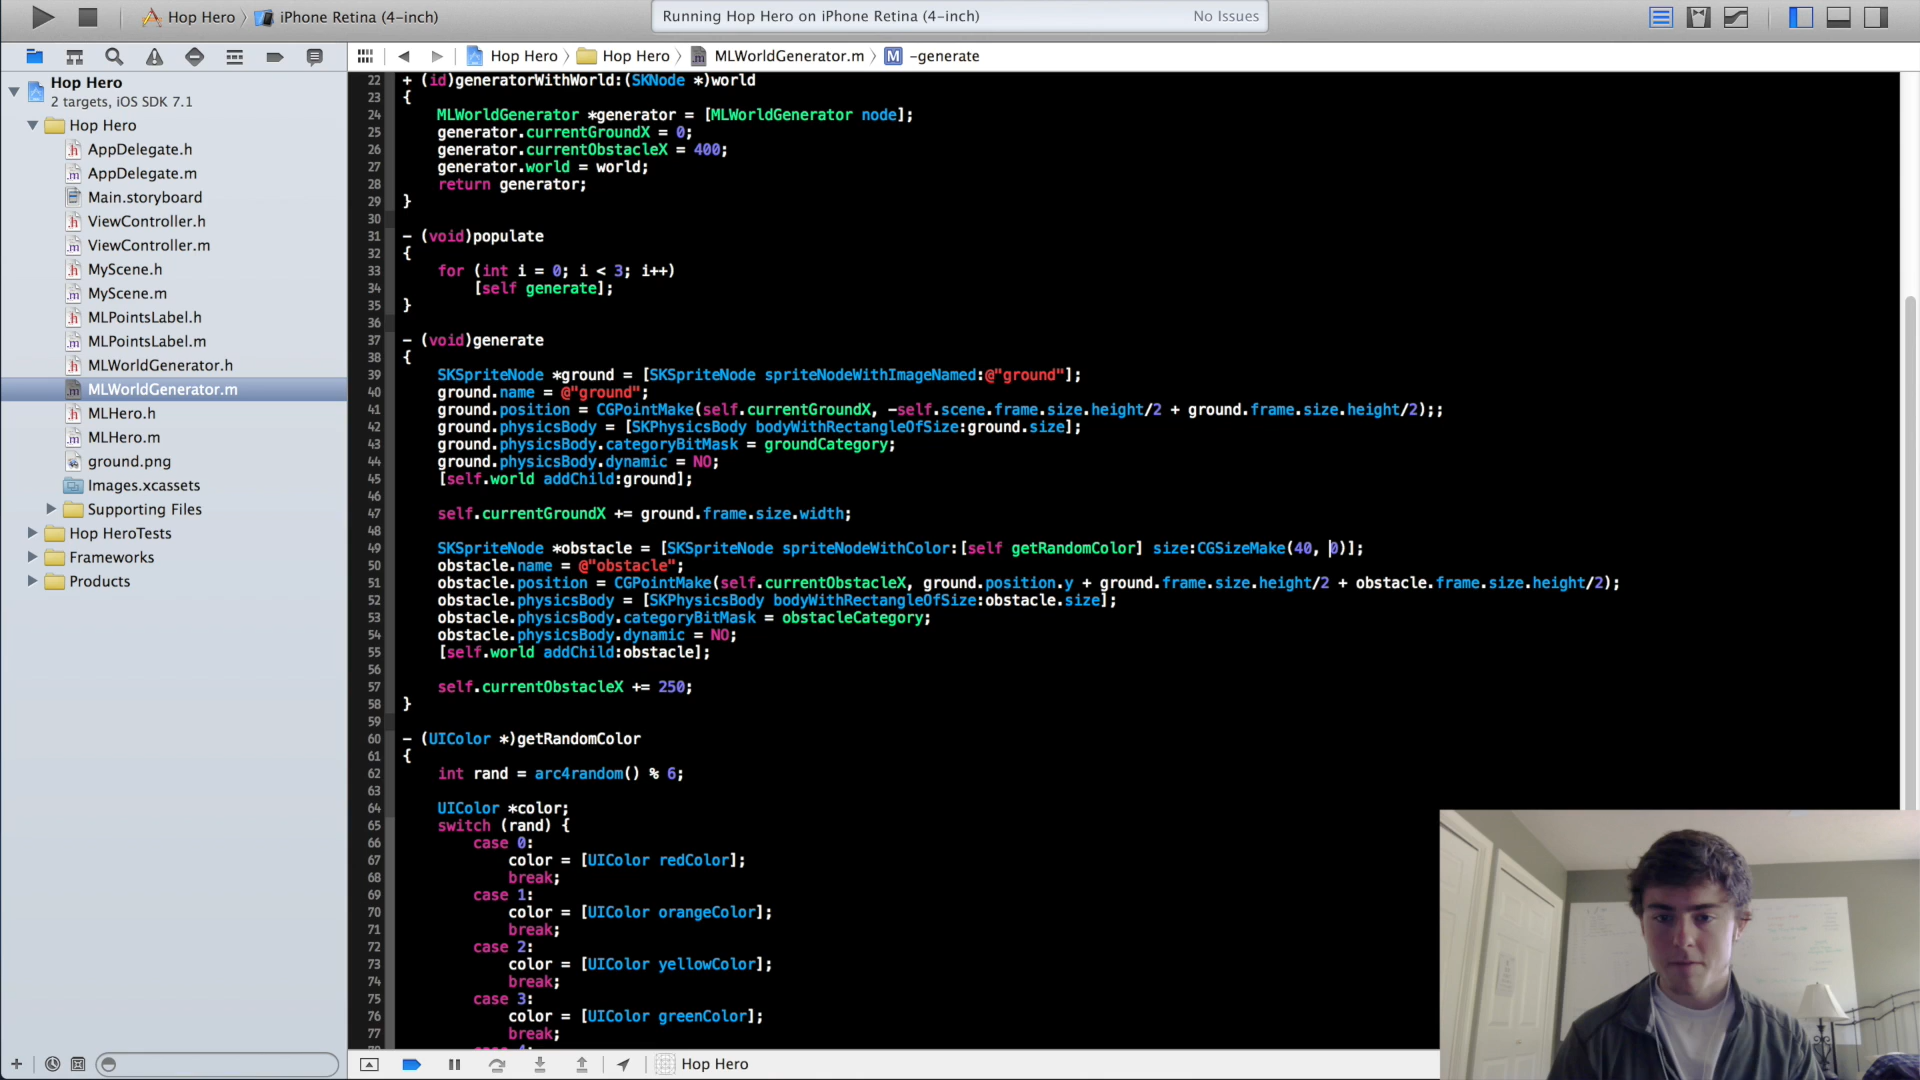 Hop Hero
iPhone Retina (4-inch)
Running Hop Hero on iPhone Retina (4-inch)
No Issues
Hop Hero
Hop Hero
MLWorldGenerator.m
M
-generate
Hop Hero
2 targets, iOS SDK 7.1
Hop Hero
AppDelegate.h
AppDelegate.m
Main.storyboard
ViewController.h
ViewController.m
MyScene.h
MyScene.m
MLPointsLabel.h
MLPointsLabel.m
MLWorldGenerator.h
MLWorldGenerator.m
MLHero.h
MLHero.m
ground.png
Images.xcassets
Supporting Files
Hop HeroTests
Frameworks
Products
22 + (id)generatorWithWorld:(SKNode *)world
23 {
24 MLWorldGenerator *generator = [MLWorldGenerator node];
25 generator.currentGroundX = 0;
26 generator.currentObstacleX = 400;
27 generator.world = world;
28 return generator;
29 }
30
31 - (void)populate
32 {
33 for (int i = 0; i < 3; i++)
34 [self generate];
35 }
36
37 - (void)generate
38 {
39 SKSpriteNode *ground = [SKSpriteNode spriteNodeWithImageNamed:@"ground"];
40 ground.name = @"ground";
41 ground.position = CGPointMake(self.currentGroundX, -self.scene.frame.size.height/2 + ground.frame.size.height/2);;
42 ground.physicsBody = [SKPhysicsBody bodyWithRectangleOfSize:ground.size];
43 ground.physicsBody.categoryBitMask = groundCategory;
44 ground.physicsBody.dynamic = NO;
45 [self.world addChild:ground];
46
47 self.currentGroundX += ground.frame.size.width;
48
49 SKSpriteNode *obstacle = [SKSpriteNode spriteNodeWithColor:[self getRandomColor] size:CGSizeMake(40, 0)];
50 obstacle.name = @"obstacle";
51 obstacle.position = CGPointMake(self.currentObstacleX, ground.position.y + ground.frame.size.height/2 + obstacle.frame.size.height/2);
52 obstacle.physicsBody = [SKPhysicsBody bodyWithRectangleOfSize:obstacle.size];
53 obstacle.physicsBody.categoryBitMask = obstacleCategory;
54 obstacle.physicsBody.dynamic = NO;
55 [self.world addChild:obstacle];
56
57 self.currentObstacleX += 250;
58 }
59
60 - (UIColor *)getRandomColor
61 {
62 int rand = arc4random() % 6;
63
64 UIColor *color;
65 switch (rand) {
66 case 0:
67 color = [UIColor redColor];
68 break;
69 case 1:
70 color = [UIColor orangeColor];
71 break;
72 case 2:
73 color = [UIColor yellowColor];
74 break;
75 case 3:
76 color = [UIColor greenColor];
77 break;
Hop Hero